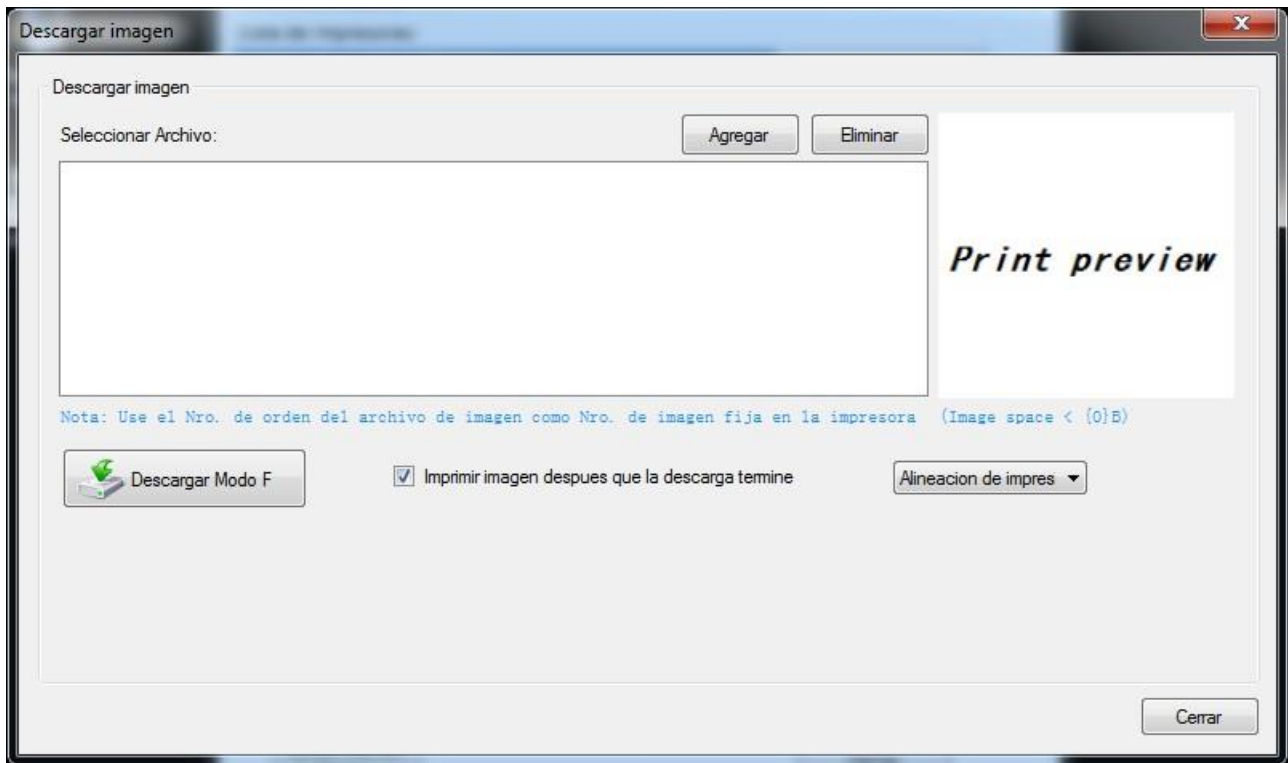 Descargar imagen
Descargar imagen
Seleccionar Archivo:
Agregar
Eliminar
Print preview
Nota: Use el Nro. de orden del archivo de imagen como Nro. de imagen fija en la impresora (Image space < {0}B)
Descargar Modo F
Imprimir imagen despues que la descarga termine
Alineacion de impres
Cerrar